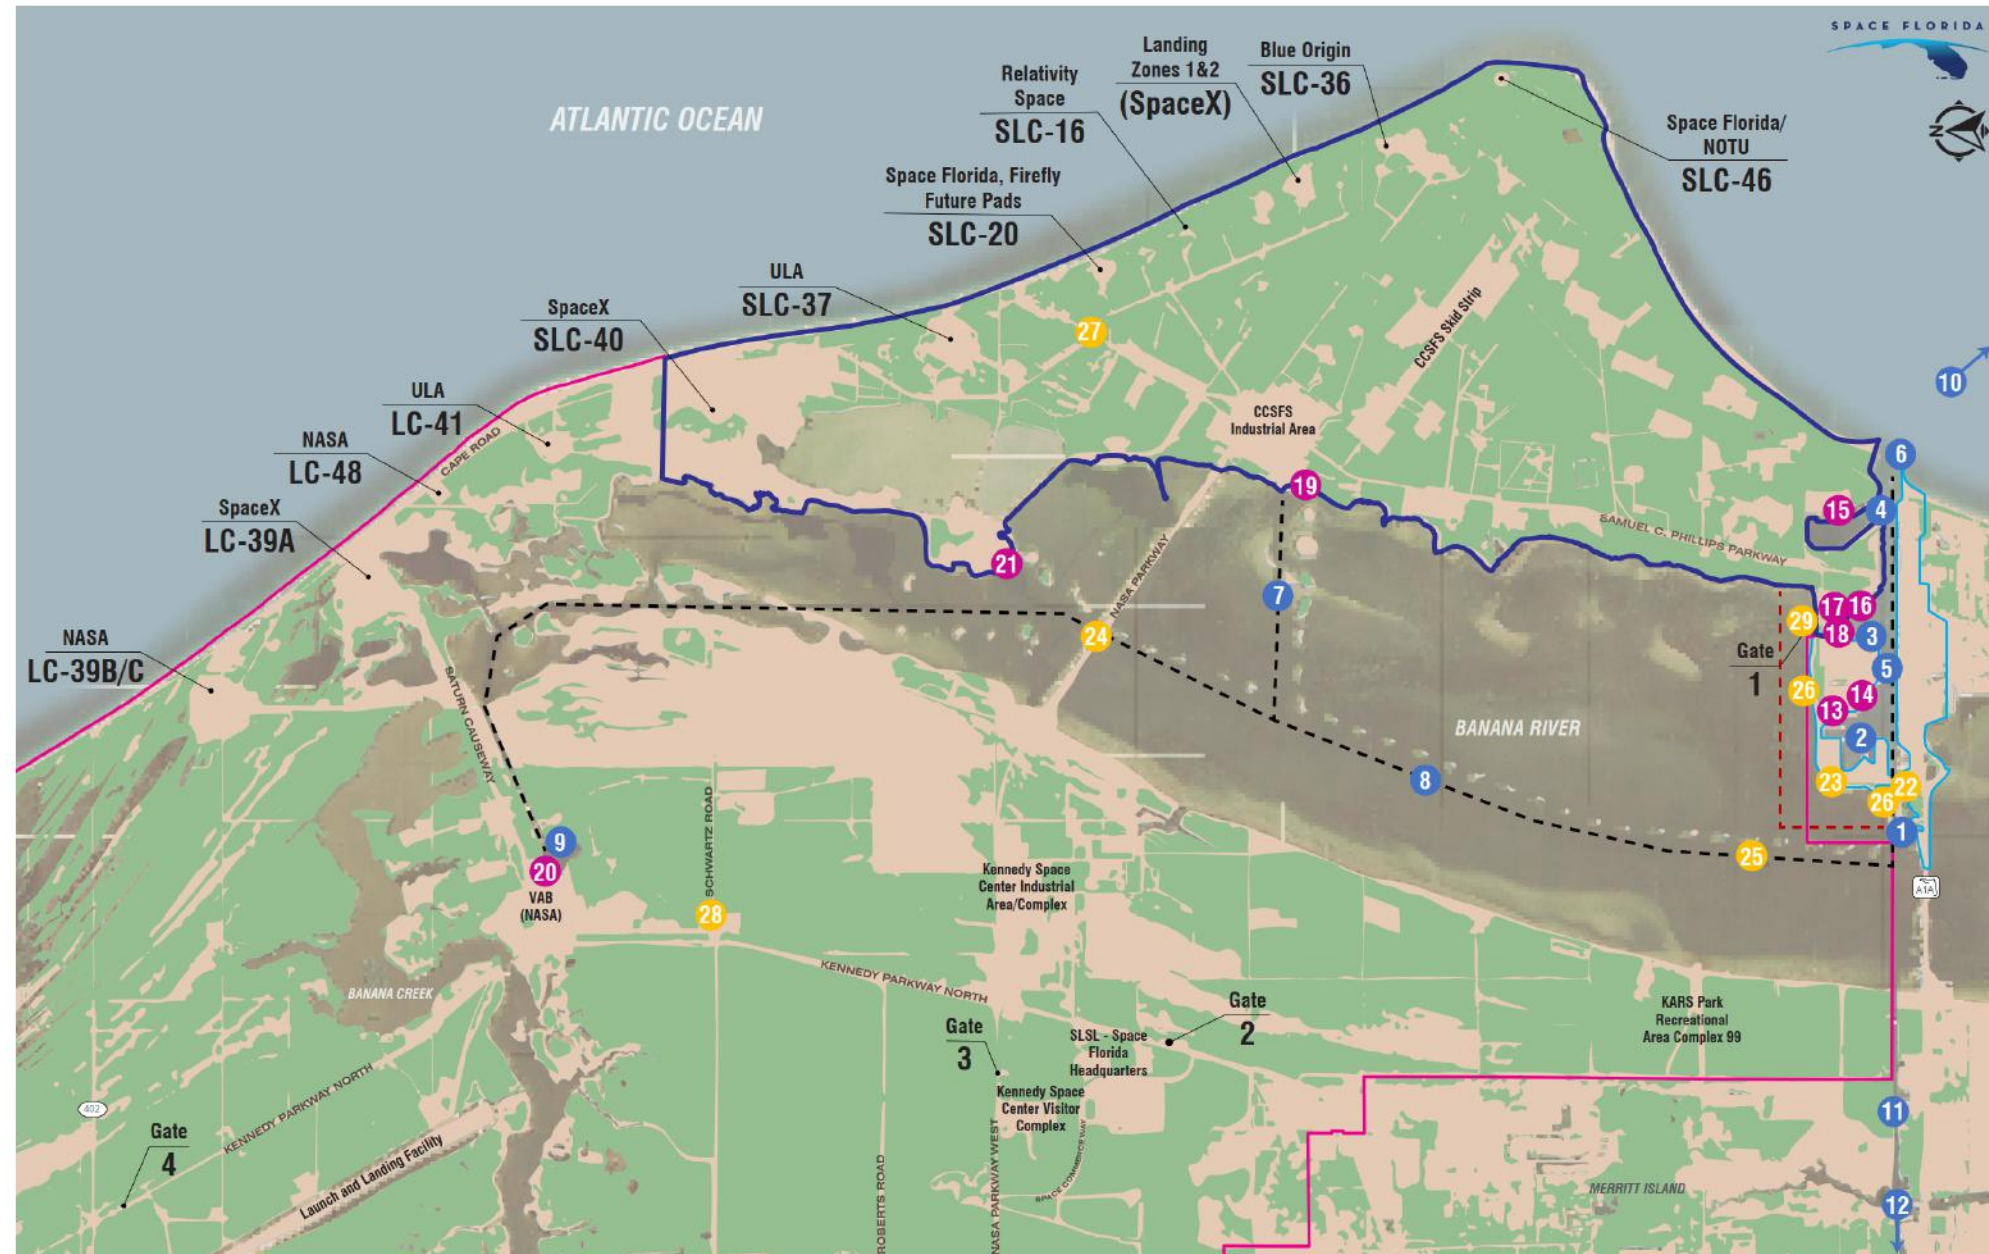 SPACE FLORIDA
N
ATLANTIC OCEAN
Landing
Zones 1&2
(SpaceX)
Blue Origin
SLC-36
Relativity
Space
SLC-16
Space Florida/
NOTU
SLC-46
Space Florida, Firefly
Future Pads
SLC-20
ULA
SLC-37
SpaceX
SLC-40
ULA
LC-41
NASA
LC-48
SpaceX
LC-39A
NASA
LC-39B/C
CAPE ROAD
27
CCSFS Skid Strip
CCSFS
Industrial Area
10
6
19
15
4
SAMUEL C. PHILLIPS PARKWAY
21
NASA PARKWAY
7
24
17
16
29
18
3
Gate
1
5
26
14
13
2
BANANA RIVER
SATURN CAUSEWAY
8
23
22
26
1
25
9
20
VAB
(NASA)
SCHWARTZ ROAD
28
Kennedy Space
Center Industrial
Area/Complex
A1A
KENNEDY PARKWAY NORTH
BANANA CREEK
Gate
2
Gate
3
SLSL - Space
Florida
Headquarters
KARS Park
Recreational
Area Complex 99
Kennedy Space
Center Visitor
Complex
402
KENNEDY PARKWAY NORTH
Gate
4
Launch and Landing Facility
ROBERTS ROAD
NASA PARKWAY WEST
SPACE COMMERCE WAY
11
MERRITT ISLAND
12